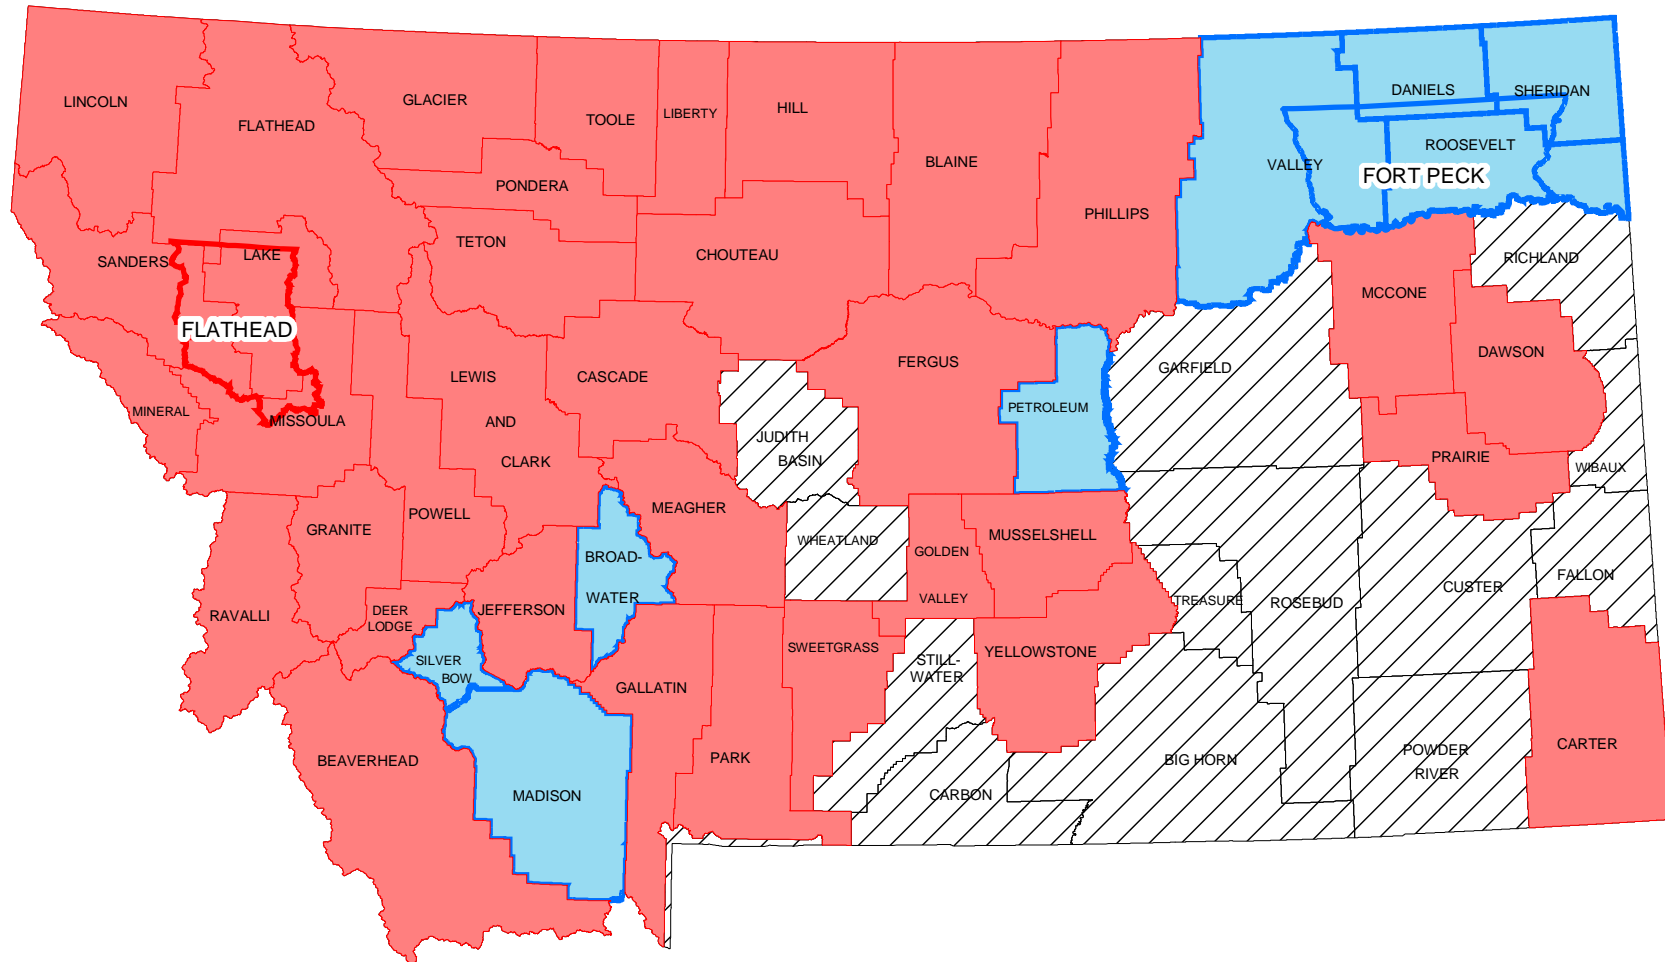 LINCOLN
FLATHEAD
GLACIER
TOOLE
LIBERTY
HILL
BLAINE
PHILLIPS
VALLEY
DANIELS
SHERIDAN
ROOSEVELT
FORT PECK
PONDERA
TETON
CHOUTEAU
SANDERS
LAKE
FLATHEAD
RICHLAND
MCCONE
DAWSON
GARFIELD
FERGUS
PETROLEUM
CASCADE
LEWIS
AND
CLARK
MINERAL
MISSOULA
JUDITH
BASIN
PRAIRIE
WIBAUX
POWELL
GRANITE
MEAGHER
WHEATLAND
GOLDEN
VALLEY
MUSSELSHELL
BROAD-
WATER
JEFFERSON
DEER
LODGE
RAVALLI
TREASURE
ROSEBUD
CUSTER
FALLON
SILVER
BOW
GALLATIN
SWEETGRASS
STILL-
WATER
YELLOWSTONE
BEAVERHEAD
MADISON
PARK
CARBON
BIG HORN
POWDER
RIVER
CARTER